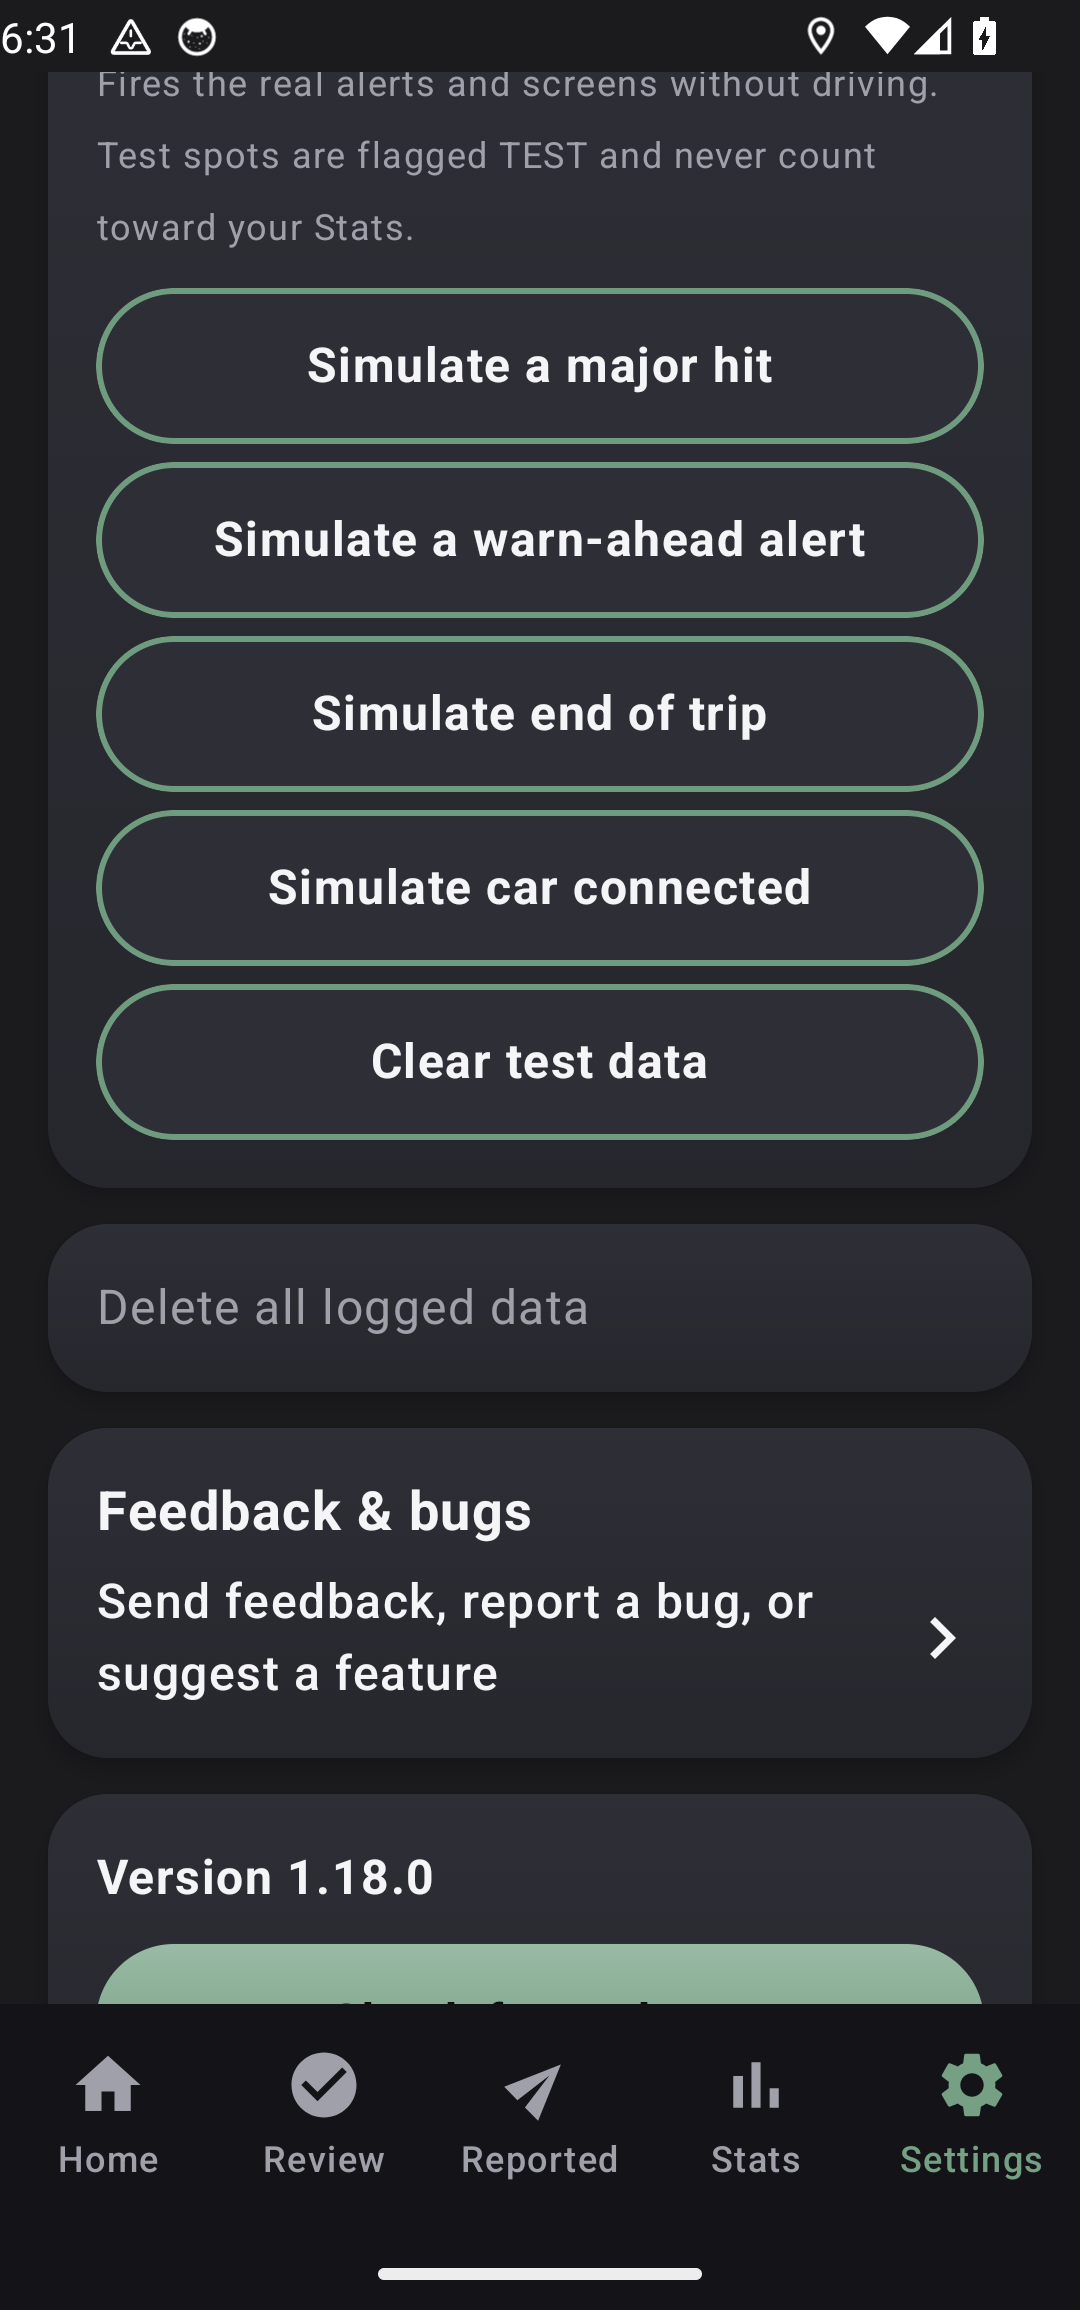 6:31
Fires the real alerts and screens without driving.
Test spots are flagged TEST and never count
toward your Stats.
Simulate a major hit
Simulate a warn-ahead alert
Simulate end of trip
Simulate car connected
Clear test data
Delete all logged data
Feedback & bugs
Send feedback, report a bug, or
suggest a feature
Version 1.18.0
Home
Review
Reported
Stats
Settings